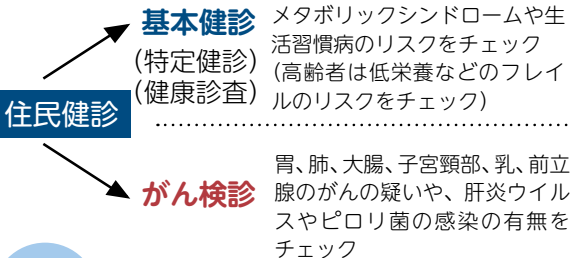 住民健診
基本健診
(特定健診)
(健康診査)
メタボリックシンドロームや生
活習慣病のリスクをチェック
(高齢者は低栄養などのフレイ
ルのリスクをチェック)
がん検診
胃、肺、大腸、子宮頸部、乳、前立
腺のがんの疑いや、肝炎ウイル
スやピロリ菌の感染の有無を
チェック